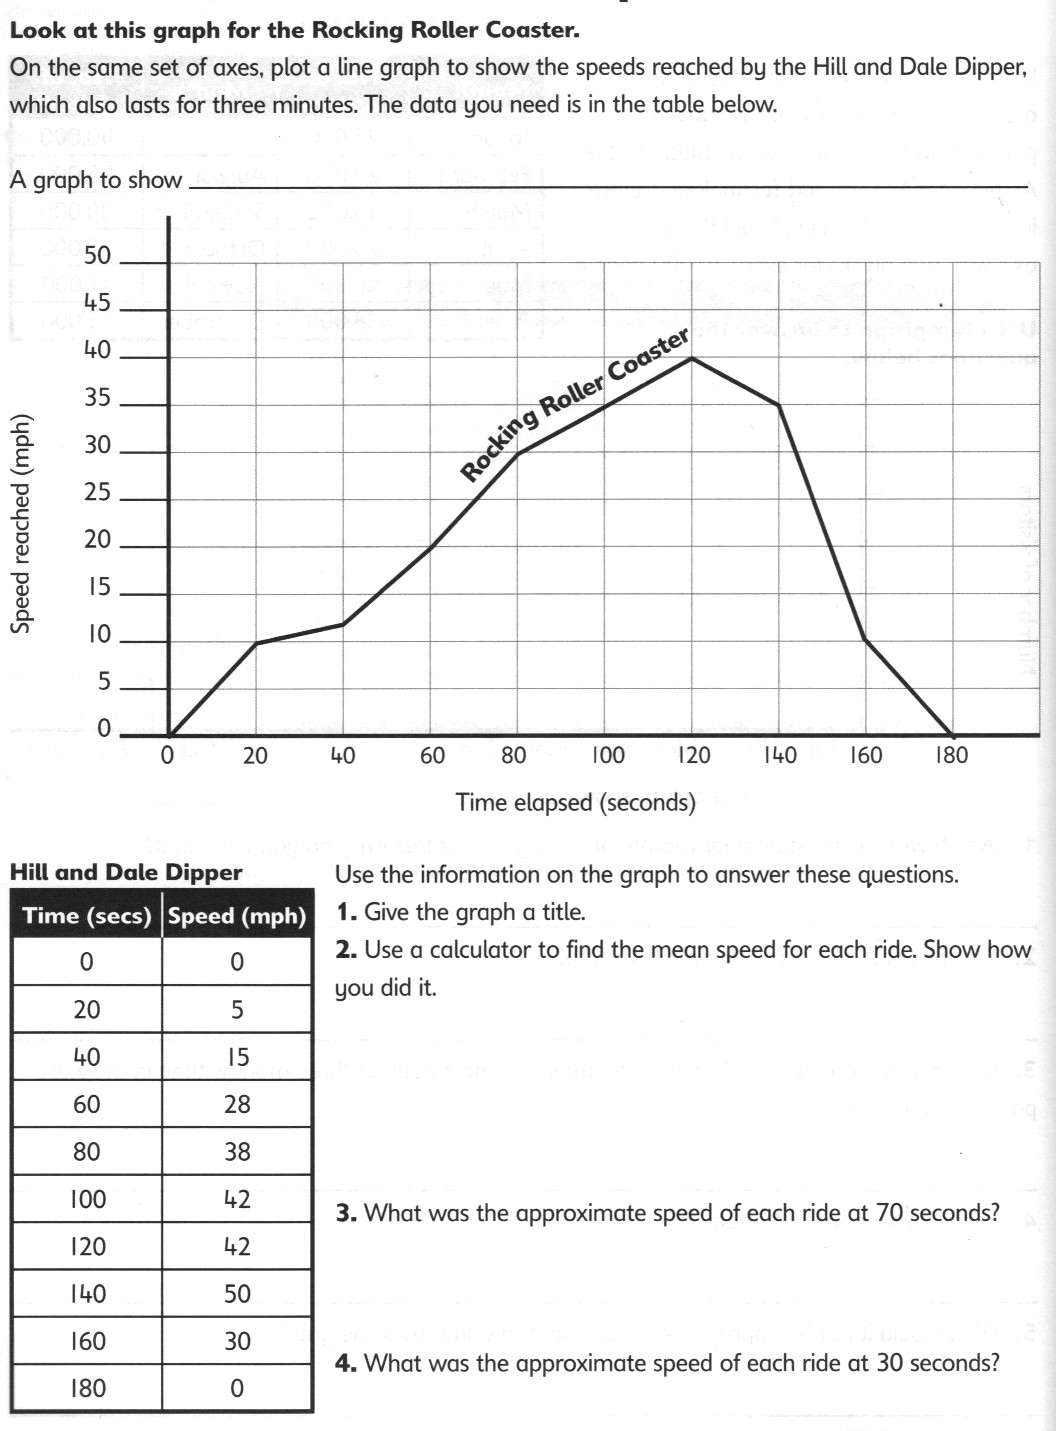 Look at this graph for the Rocking Roller Coaster.
On the same set of axes, plot a line graph to show the speeds reached by the Hill and Dale Dipper,
which also lasts for three minutes. The data you need is in the table below.
A graph to show
50
45
40
35
30
25
20
15
10
5
0
Speed reached (mph)
Rocking Roller Coaster
0 20 40 60 80 100 120 140 160 180
Time elapsed (seconds)
Hill and Dale Dipper
Time (secs) Speed (mph)
0 0
20 5
40 15
60 28
80 38
100 42
120 42
140 50
160 30
180 0
Use the information on the graph to answer these questions.
1. Give the graph a title.
2. Use a calculator to find the mean speed for each ride. Show how
you did it.
3. What was the approximate speed of each ride at 70 seconds?
4. What was the approximate speed of each ride at 30 seconds?